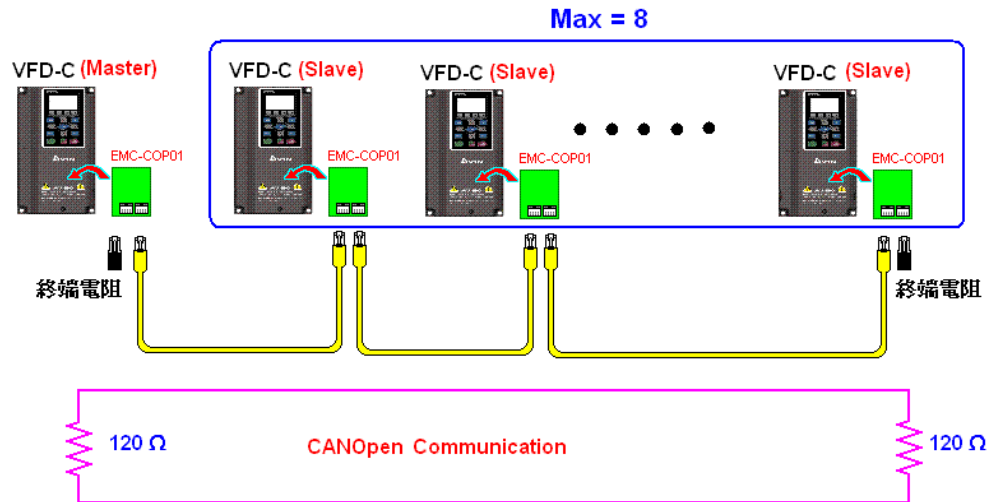 Max = 8
VFD-C (Master)
VFD-C (Slave)
VFD-C (Slave)
VFD-C (Slave)
EMC-COP01
EMC-COP01
EMC-COP01
EMC-COP01
終端電阻
終端電阻
120 Ω
CANOpen Communication
120 Ω